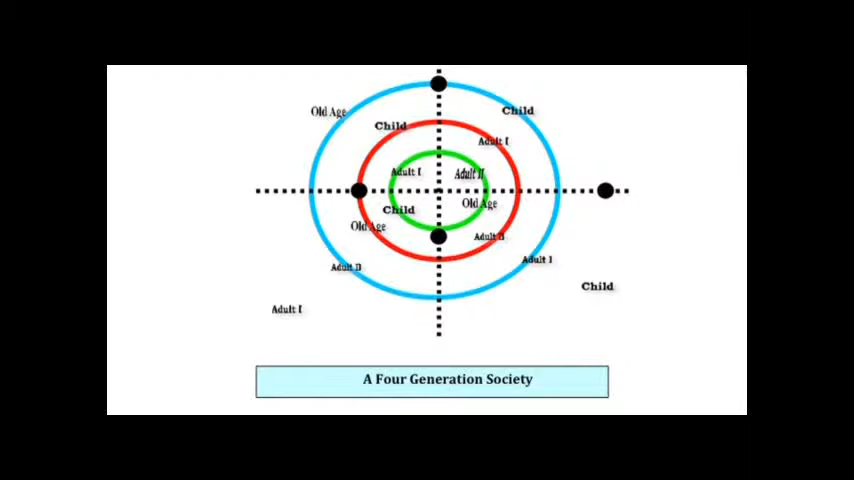 Old Age
Child
Child
Adult I
Adult I
Adult II
Child
Old Age
Old Age
Adult II
Adult II
Adult I
Child
Adult I
A Four Generation Society